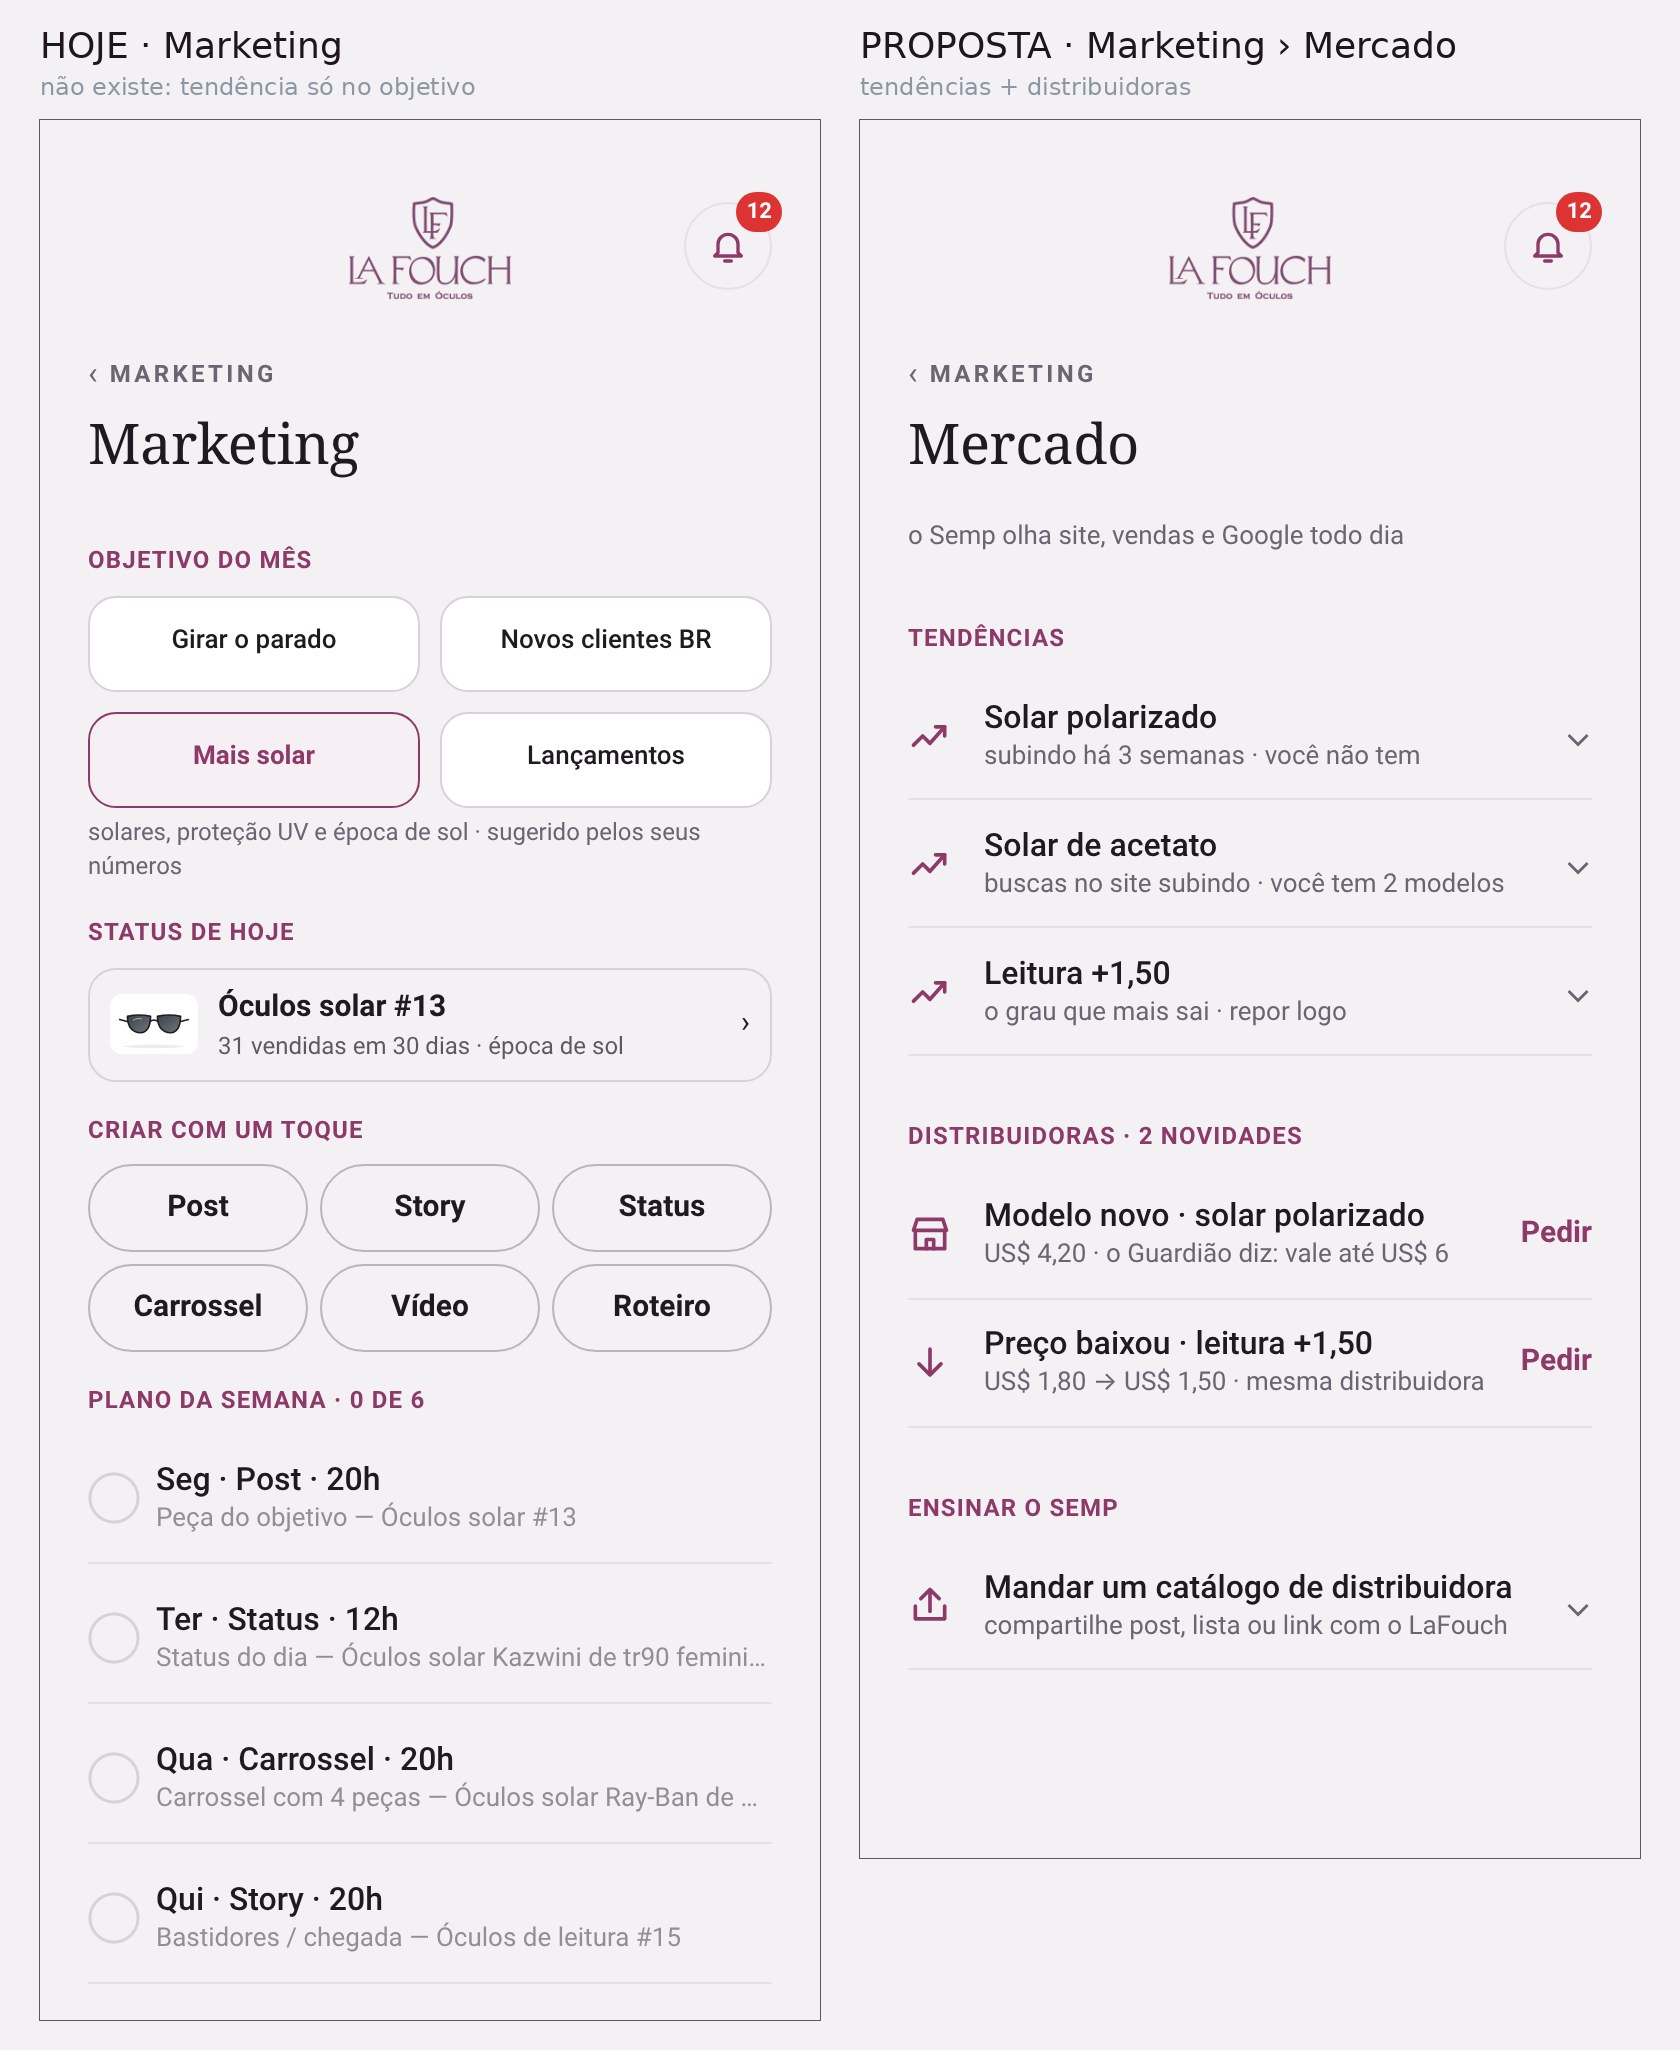 HOJE · Marketing
não existe: tendência só no objetivo
LF
LA FOUCH
TUDO EM ÓCULOS
12
‹ MARKETING
Marketing
OBJETIVO DO MÊS
Girar o parado
Novos clientes BR
Mais solar
Lançamentos
solares, proteção UV e época de sol · sugerido pelos seus
números
STATUS DE HOJE
Óculos solar #13
31 vendidas em 30 dias · época de sol
›
CRIAR COM UM TOQUE
Post
Story
Status
Carrossel
Vídeo
Roteiro
PLANO DA SEMANA · 0 DE 6
Seg · Post · 20h
Peça do objetivo — Óculos solar #13
Ter · Status · 12h
Status do dia — Óculos solar Kazwini de tr90 femini...
Qua · Carrossel · 20h
Carrossel com 4 peças — Óculos solar Ray-Ban de ...
Qui · Story · 20h
Bastidores / chegada — Óculos de leitura #15
PROPOSTA · Marketing › Mercado
tendências + distribuidoras
LF
LA FOUCH
TUDO EM ÓCULOS
12
‹ MARKETING
Mercado
o Semp olha site, vendas e Google todo dia
TENDÊNCIAS
Solar polarizado
subindo há 3 semanas · você não tem
Solar de acetato
buscas no site subindo · você tem 2 modelos
Leitura +1,50
o grau que mais sai · repor logo
DISTRIBUIDORAS · 2 NOVIDADES
Modelo novo · solar polarizado
US$ 4,20 · o Guardião diz: vale até US$ 6
Pedir
Preço baixou · leitura +1,50
US$ 1,80 → US$ 1,50 · mesma distribuidora
Pedir
ENSINAR O SEMP
Mandar um catálogo de distribuidora
compartilhe post, lista ou link com o LaFouch